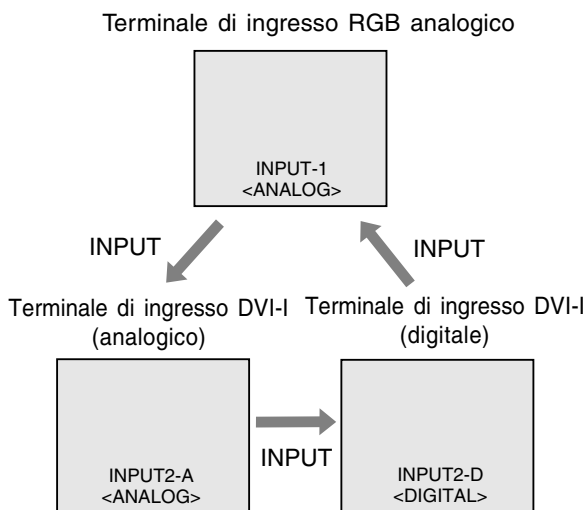 Terminale di ingresso RGB analogico
INPUT-1
<ANALOG>
INPUT
INPUT
Terminale di ingresso DVI-I
(analogico)
Terminale di ingresso DVI-I
(digitale)
INPUT
INPUT2-A
<ANALOG>
INPUT2-D
<DIGITAL>